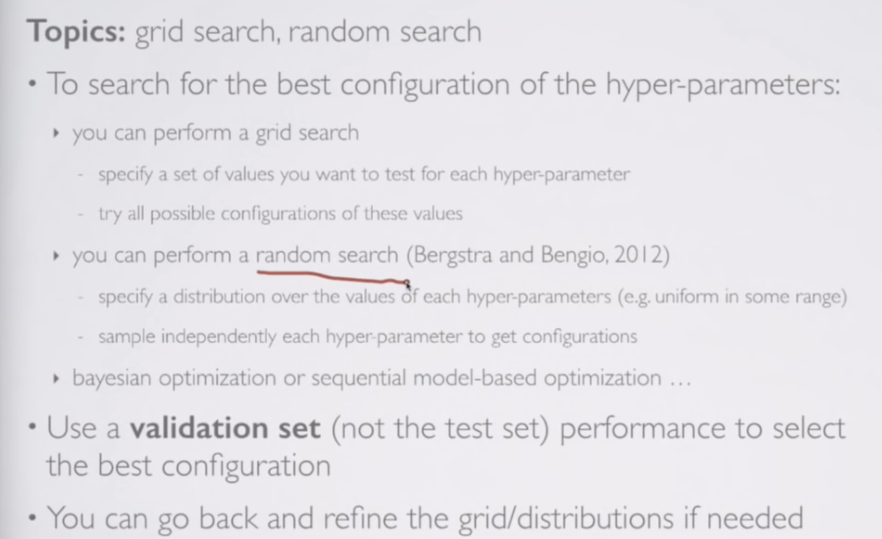 Topics: grid search, random search
• To search for the best configuration of the hyper-parameters:
‣ you can perform a grid search
- specify a set of values you want to test for each hyper-parameter
- try all possible configurations of these values
‣ you can perform a random search (Bergstra and Bengio, 2012)
- specify a distribution over the values of each hyper-parameters (e.g. uniform in some range)
- sample independently each hyper-parameter to get configurations
‣ bayesian optimization or sequential model-based optimization …
• Use a validation set (not the test set) performance to select
the best configuration
• You can go back and refine the grid/distributions if needed